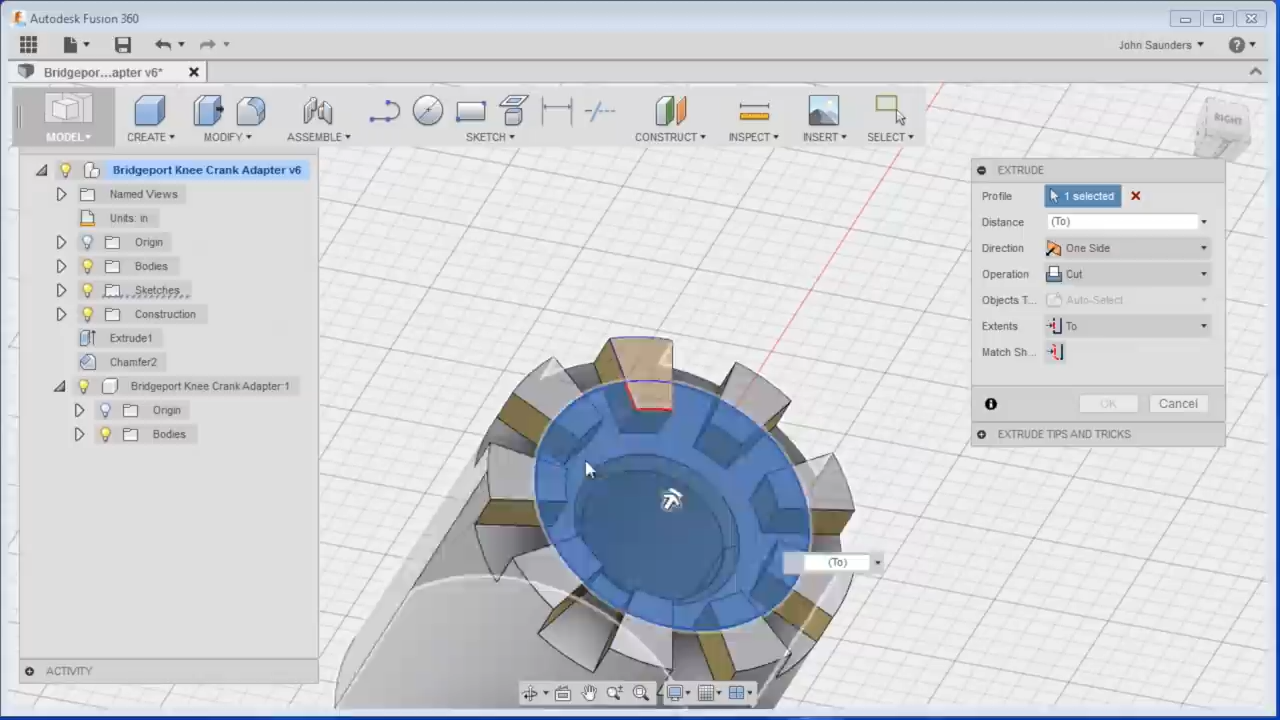 Autodesk Fusion 360
John Saunders
Bridgepor...apter v6*
MODEL
CREATE
MODIFY
ASSEMBLE
SKETCH
CONSTRUCT
INSPECT
INSERT
SELECT
RIGHT
Bridgeport Knee Crank Adapter v6
Named Views
Units: in
Origin
Bodies
Sketches
Construction
Extrude1
Chamfer2
Bridgeport Knee Crank Adapter:1
Origin
Bodies
ACTIVITY
EXTRUDE
Profile 1 selected
Distance (To)
Direction One Side
Operation Cut
Objects T... Auto-Select
Extents To
Match Sh...
OK Cancel
EXTRUDE TIPS AND TRICKS
(To)